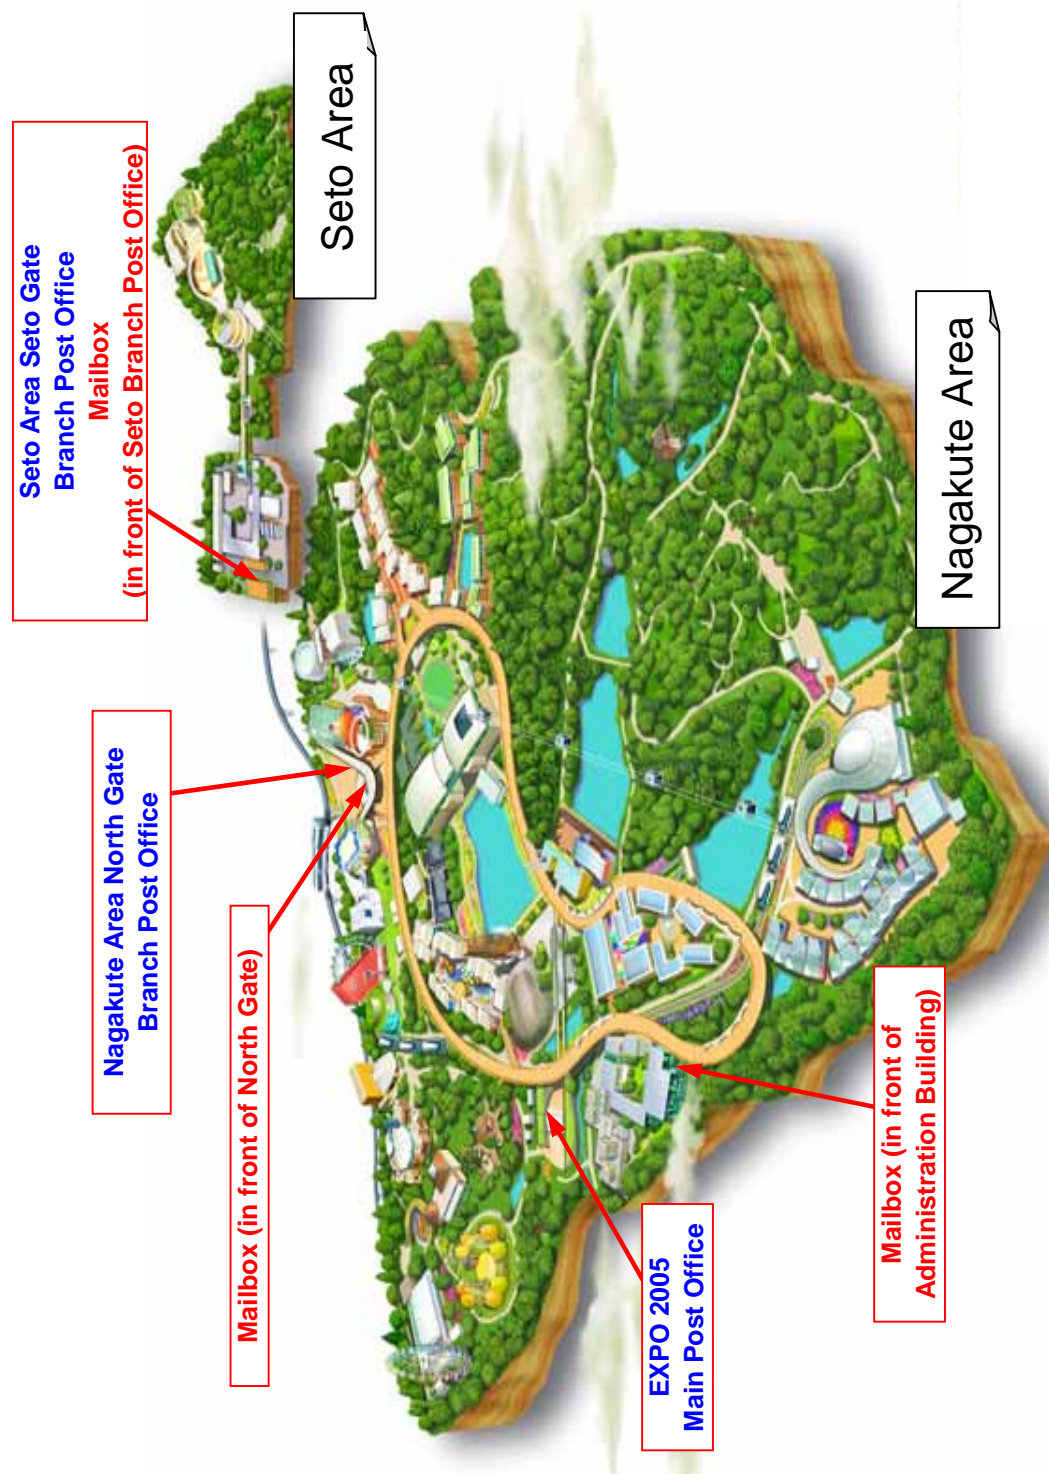 Seto Area Seto Gate
Branch Post Office
Mailbox
(in front of Seto Branch Post Office)
Seto Area
Nagakute Area North Gate
Branch Post Office
Mailbox (in front of North Gate)
EXPO 2005
Main Post Office
Mailbox (in front of
Administration Building)
Nagakute Area